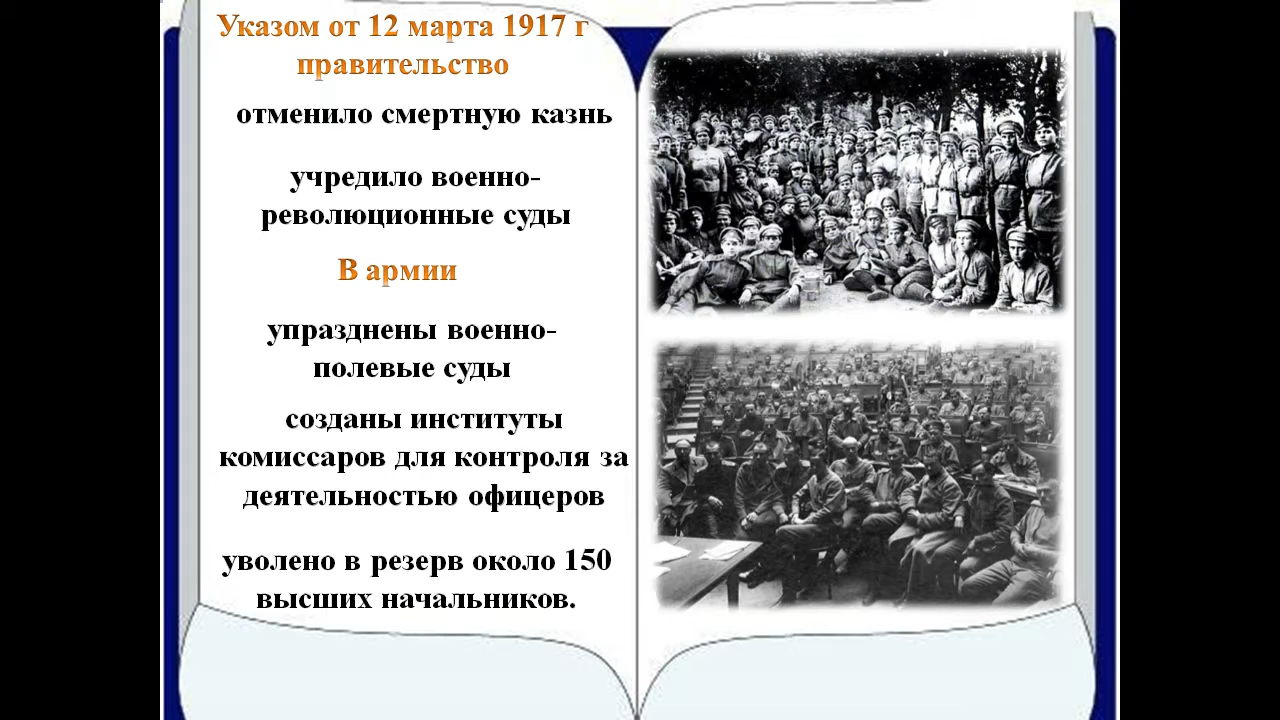 Указом от 12 марта 1917 г
правительство
отменило смертную казнь
учредило военно-
революционные суды
В армии
упразднены военно-
полевые суды
созданы институты
комиссаров для контроля за
деятельностью офицеров
уволено в резерв около 150
высших начальников.